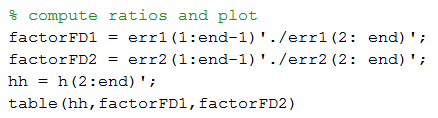 % compute ratios and plot
factorFD1 = err1(1:end-1)'./err1(2: end)';
factorFD2 = err2(1:end-1)'./err2(2: end)';
hh = h(2:end)';
table(hh,factorFD1,factorFD2)